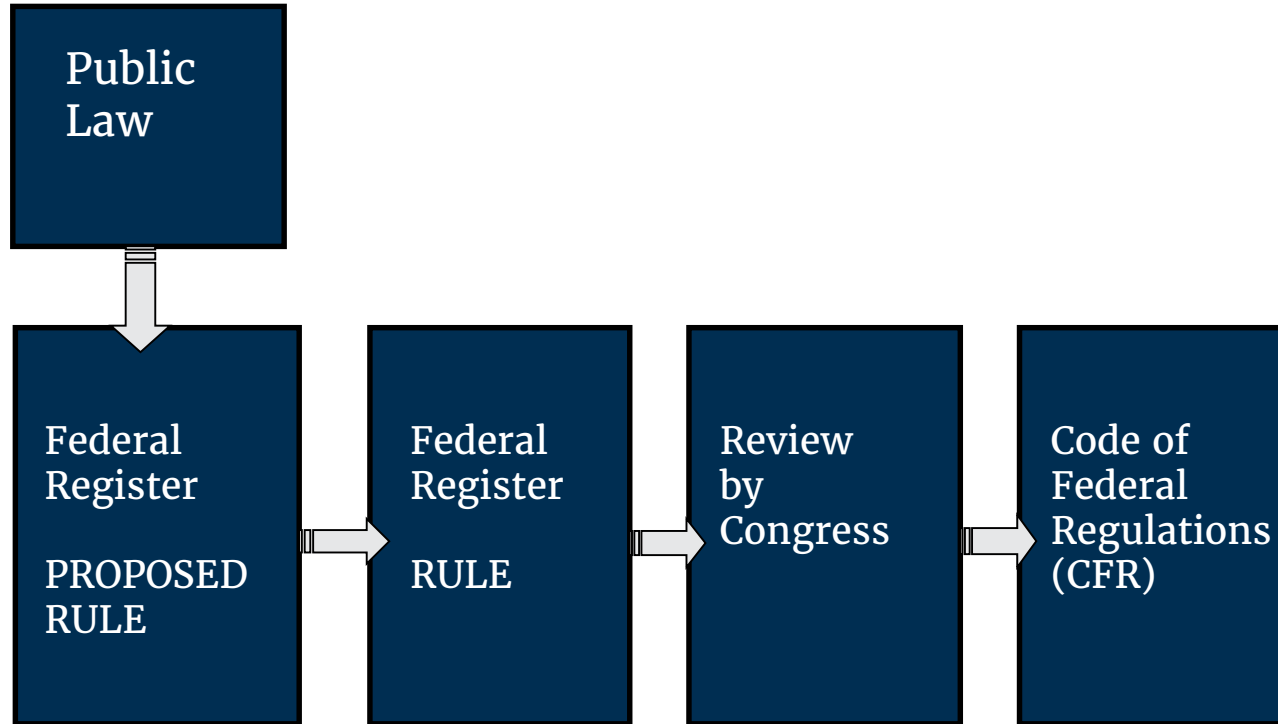 Public
Law
Federal
Register
PROPOSED
RULE
Federal
Register
RULE
Review
by
Congress
Code of
Federal
Regulations
(CFR)